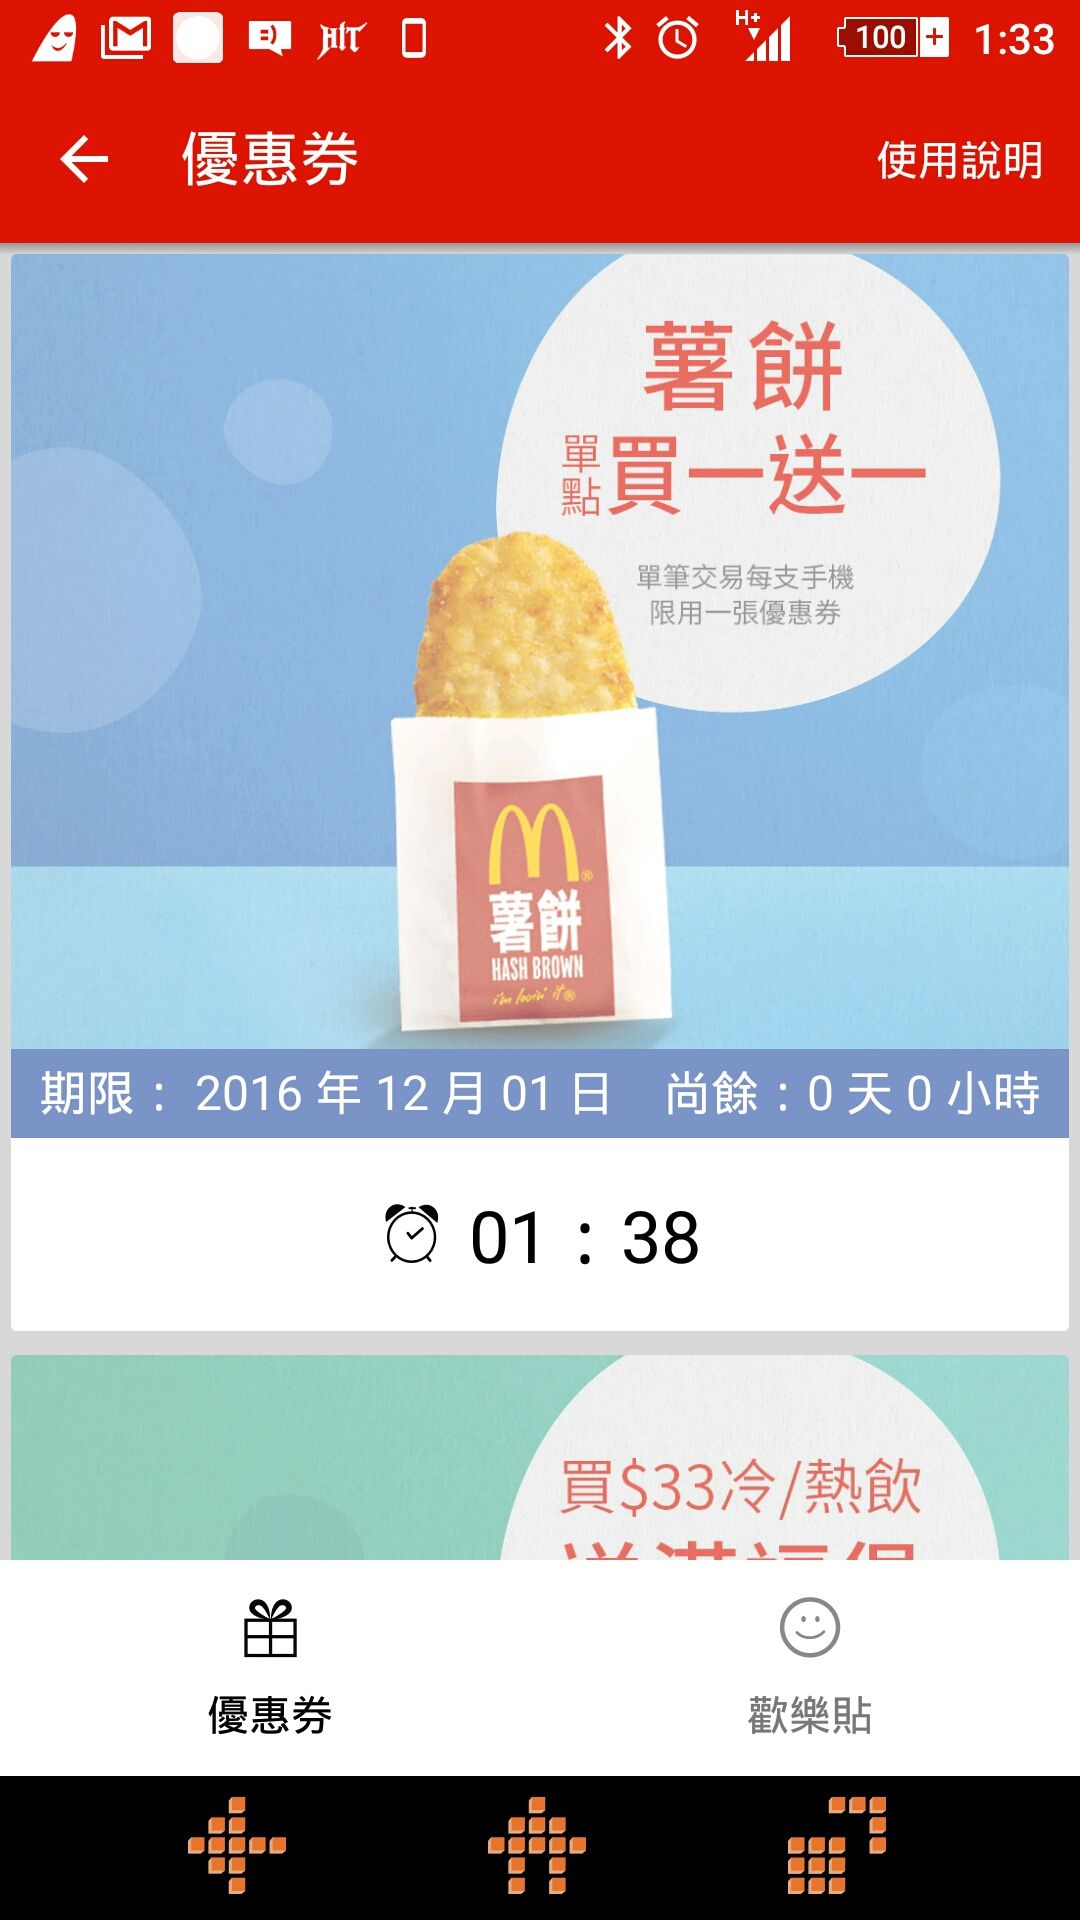 100
H+
1:33
優惠券
使用說明
薯餅
單點 買一送一
單筆交易每支手機
限用一張優惠券
薯餅
HASH BROWN
i'm lovin' it®
期限： 2016 年 12 月 01 日
尚餘：0 天 0 小時
01 : 38
買$33冷/熱飲
優惠券
歡樂貼